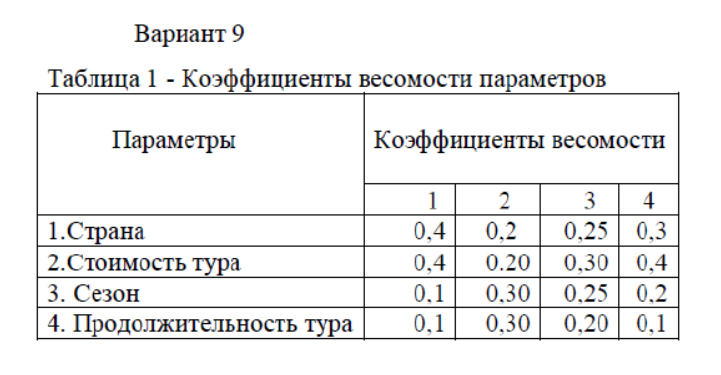 Вариант 9
Таблица 1 - Коэффициенты весомости параметров
Параметры Коэффициенты весомости
1 2 3 4
1.Страна 0,4 0,2 0,25 0,3
2.Стоимость тура 0,4 0.20 0,30 0,4
3. Сезон 0,1 0,30 0,25 0,2
4. Продолжительность тура 0,1 0,30 0,20 0,1